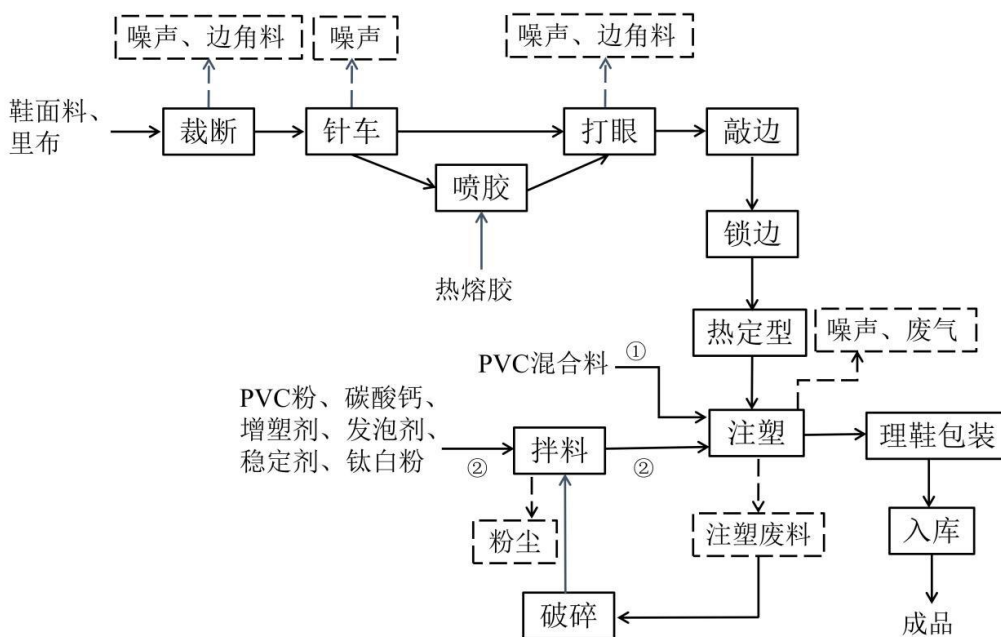 噪声、边角料
噪声
噪声、边角料
鞋面料、
里布
裁断
针车
打眼
敲边
喷胶
锁边
热熔胶
热定型
噪声、废气
PVC混合料
①
PVC粉、碳酸钙、
增塑剂、发泡剂、
稳定剂、钛白粉
②
拌料
②
注塑
理鞋包装
粉尘
注塑废料
入库
破碎
成品